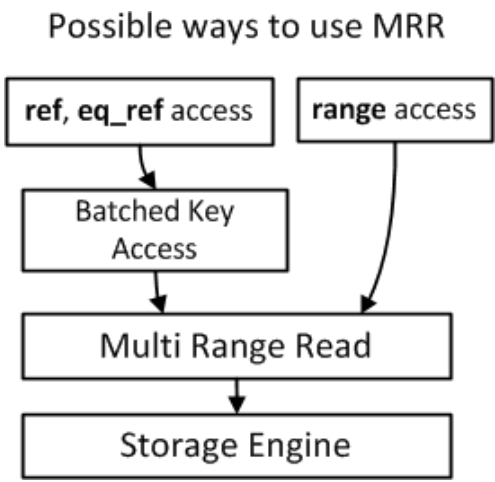 Possible ways to use MRR
ref, eq_ref access
range access
Batched Key
Access
Multi Range Read
Storage Engine